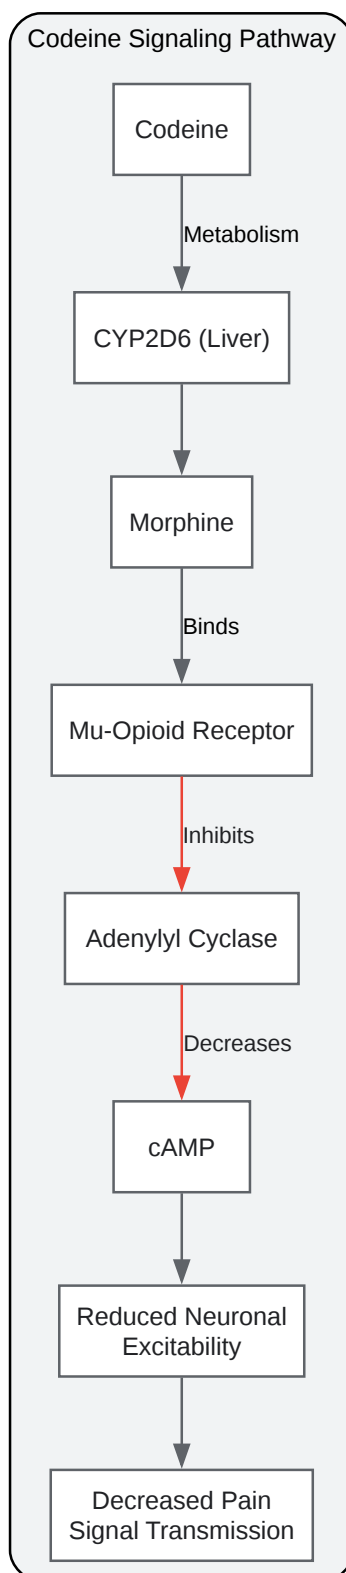 Codeine Signaling Pathway
Codeine
Metabolism
CYP2D6 (Liver)
Morphine
Binds
Mu-Opioid Receptor
Inhibits
Adenylyl Cyclase
Decreases
cAMP
Reduced Neuronal
Excitability
Decreased Pain
Signal Transmission